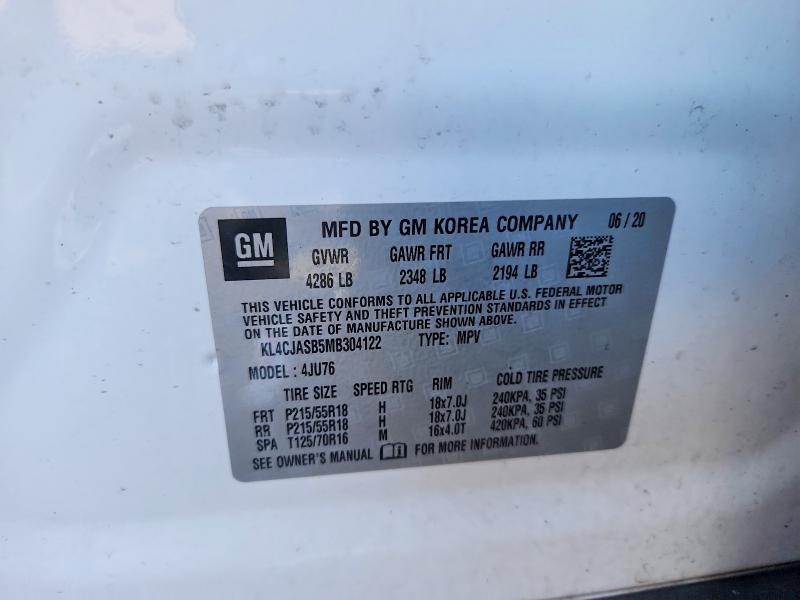 GM
MFD BY GM KOREA COMPANY 06 / 20
GVWR GAWR FRT GAWR RR
4286 LB 2348 LB 2194 LB
THIS VEHICLE CONFORMS TO ALL APPLICABLE U.S. FEDERAL MOTOR
VEHICLE SAFETY AND THEFT PREVENTION STANDARDS IN EFFECT
ON THE DATE OF MANUFACTURE SHOWN ABOVE.
KL4CJASB5MB304122 TYPE: MPV
MODEL : 4JU76
TIRE SIZE SPEED RTG RIM COLD TIRE PRESSURE
FRT P215/55R18 H 18x7.0J 240KPA, 35 PSI
RR P215/55R18 H 18x7.0J 240KPA, 35 PSI
SPA T125/70R16 M 16x4.0T 420KPA, 60 PSI
SEE OWNER'S MANUAL FOR MORE INFORMATION.